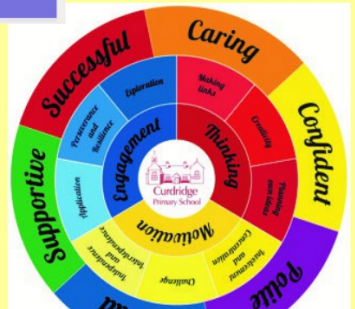 Successful
Caring
Confident
Polite
Supportive
Engagement
Exploration
Perseverance
and
Resilience
Application
Thinking
Making
links
Creativity
Planning
own ideas
Motivation
Involvement
and
Concentration
Challenge
Independence
and
Interdependence
Curdridge
Primary School